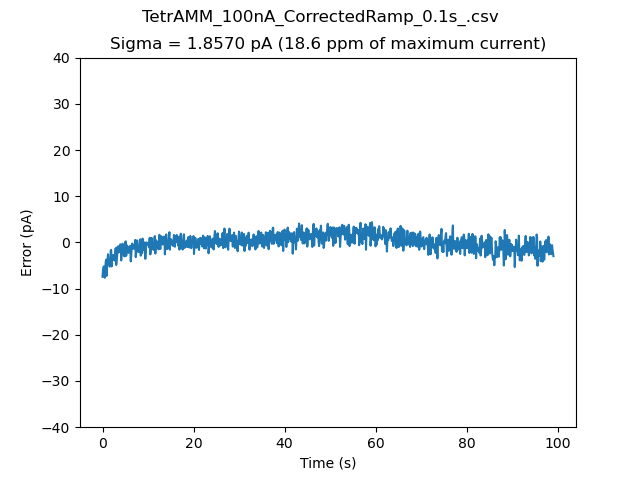 TetrAMM_100nA_CorrectedRamp_0.1s_.csv
Sigma = 1.8570 pA (18.6 ppm of maximum current)
40
30
20
10
0
−10
−20
−30
−40
Error (pA)
0 20 40 60 80 100
Time (s)